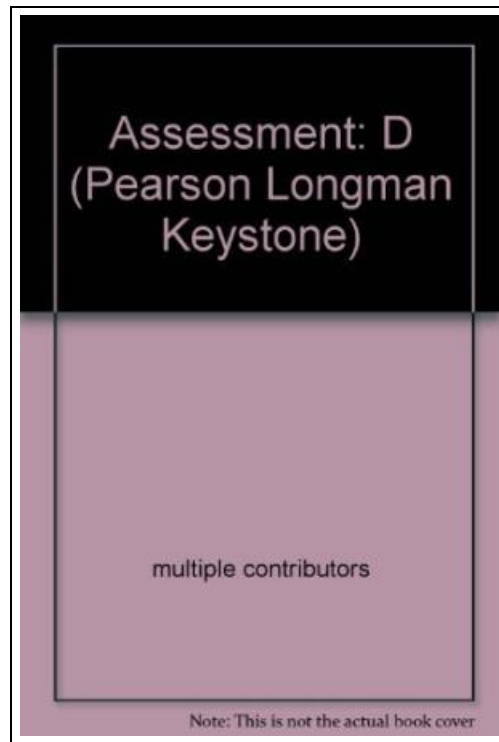 Assessment: D
(Pearson Longman
Keystone)
multiple contributors
Note: This is not the actual book cover